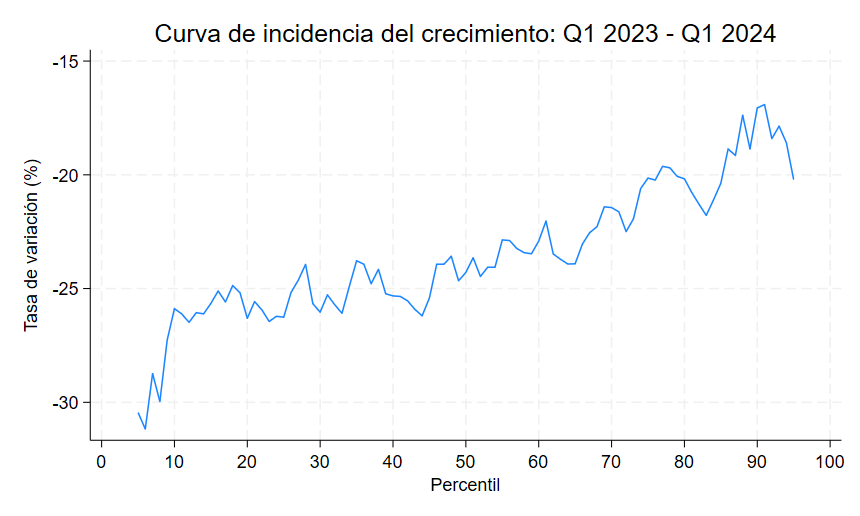 Curva de incidencia del crecimiento: Q1 2023 - Q1 2024
-15
-20
-25
-30
Tasa de variación (%)
0 10 20 30 40 50 60 70 80 90 100
Percentil